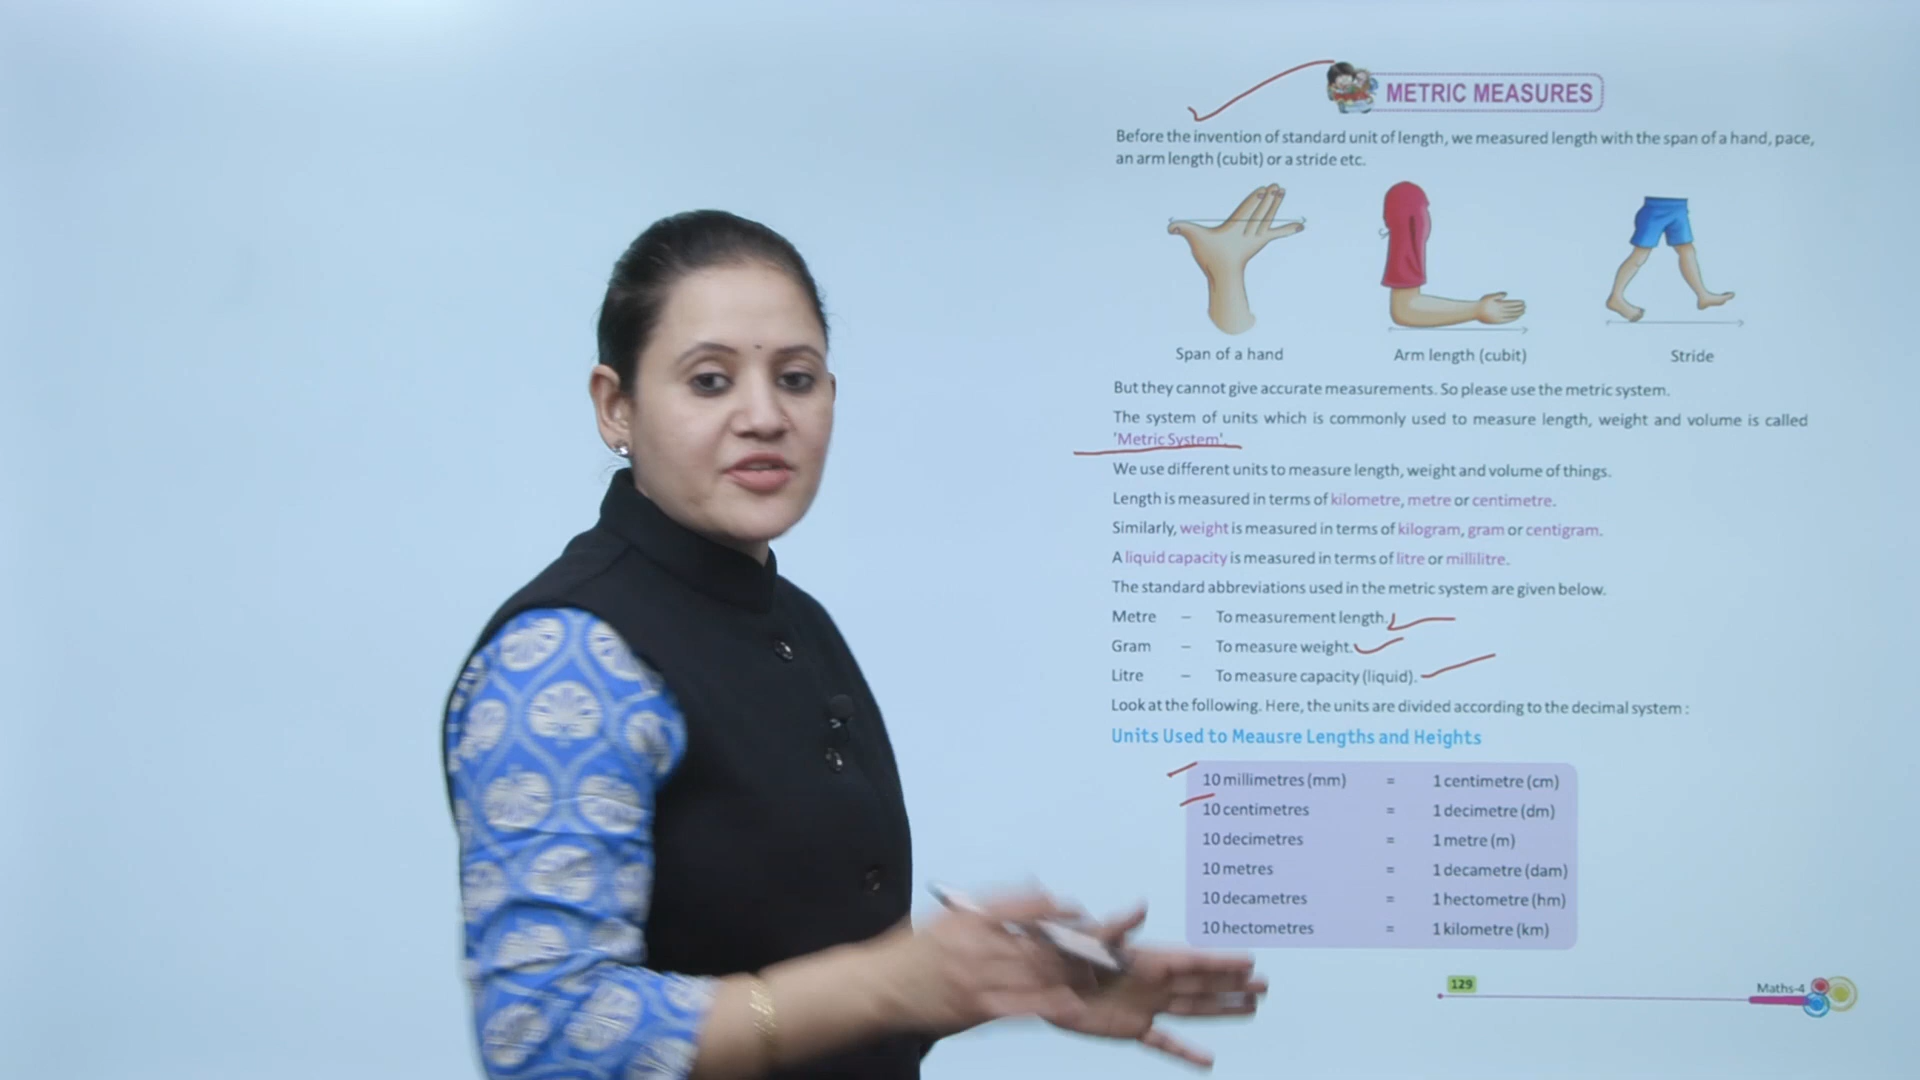 METRIC MEASURES
Before the invention of standard unit of length, we measured length with the span of a hand, pace,
an arm length (cubit) or a stride etc.
Span of a hand
Arm length (cubit)
Stride
But they cannot give accurate measurements. So please use the metric system.
The system of units which is commonly used to measure length, weight and volume is called
'Metric System'.
We use different units to measure length, weight and volume of things.
Length is measured in terms of kilometre, metre or centimetre.
Similarly, weight is measured in terms of kilogram, gram or centigram.
A liquid capacity is measured in terms of litre or millilitre.
The standard abbreviations used in the metric system are given below.
Metre – To measurement length.
Gram – To measure weight.
Litre – To measure capacity (liquid).
Look at the following. Here, the units are divided according to the decimal system :
Units Used to Meausre Lengths and Heights
10 millimetres (mm) = 1 centimetre (cm)
10 centimetres = 1 decimetre (dm)
10 decimetres = 1 metre (m)
10 metres = 1 decametre (dam)
10 decametres = 1 hectometre (hm)
10 hectometres = 1 kilometre (km)
129
Maths-4